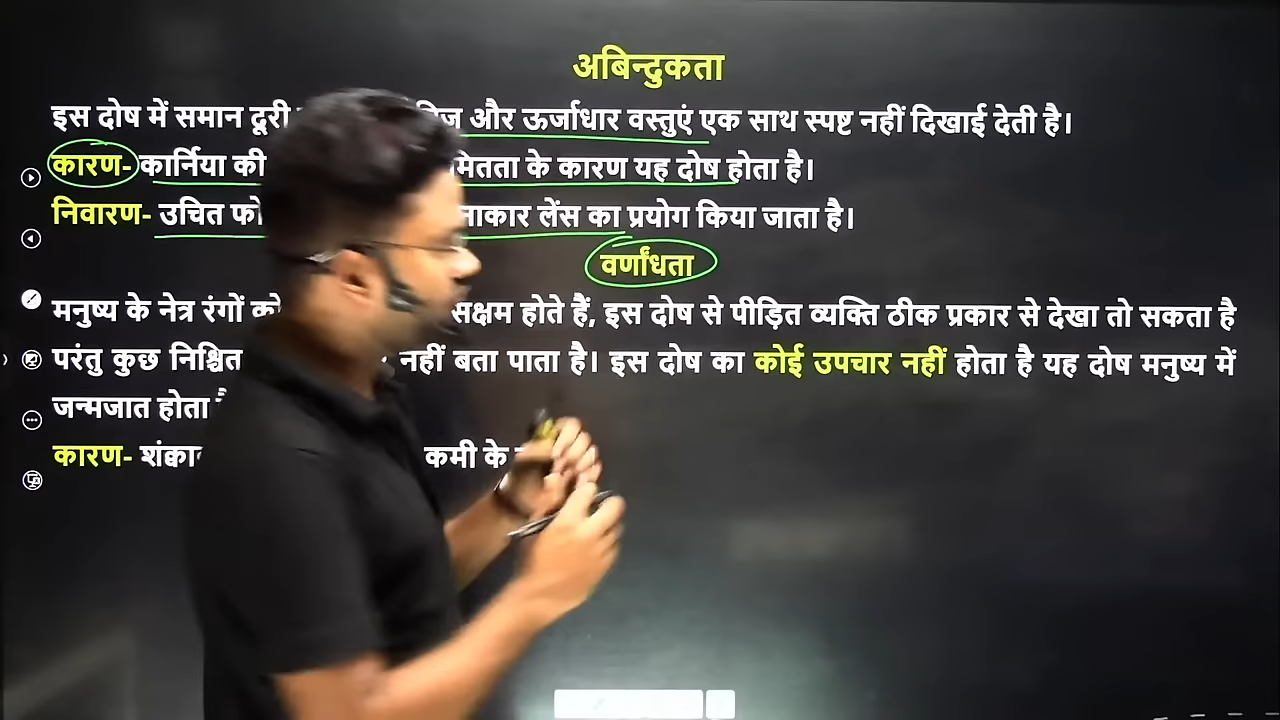 अबिन्दुकता
इस दोष में समान दूरी और ऊर्जाधार वस्तुएं एक साथ स्पष्ट नहीं दिखाई देती है।
कारण- कार्निया की के कारण यह दोष होता है।
निवारण- उचित लेंस का प्रयोग किया जाता है।
वर्णांधता
मनुष्य के नेत्र रंगों सक्षम होते हैं, इस दोष से पीड़ित व्यक्ति ठीक प्रकार से देखा तो सकता है
परंतु कुछ निश्चित नहीं बता पाता है। इस दोष का कोई उपचार नहीं होता है यह दोष मनुष्य में
जन्मजात होता
कारण- कमी के